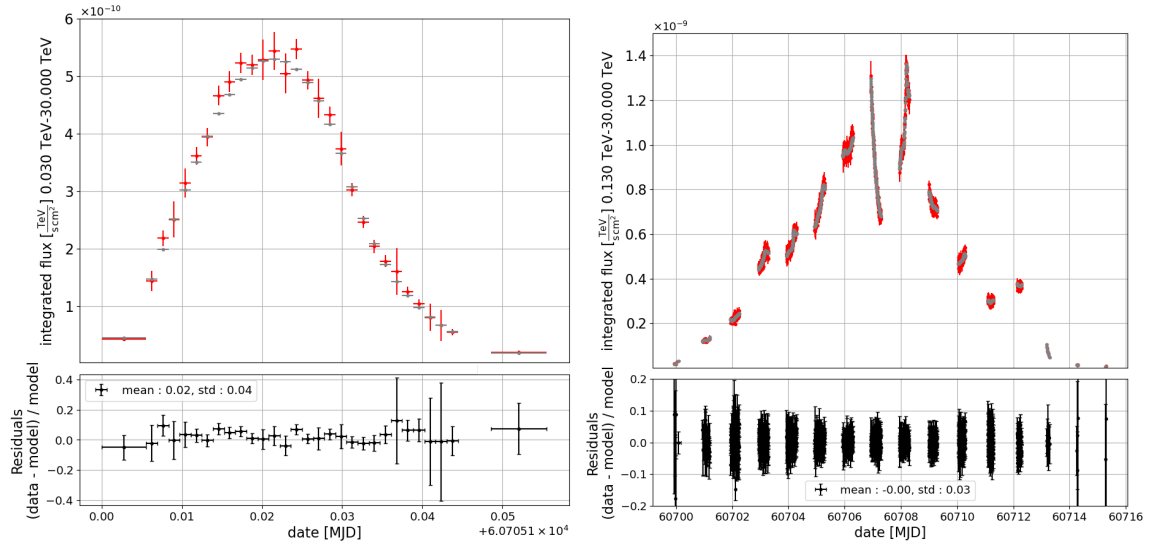 ×10−10
integrated flux [TeV/scm2] 0.030 TeV-30.000 TeV
6
5
4
3
2
1
Residuals
(data - model) / model
0.4
0.2
0.0
−0.2
−0.4
mean : 0.02, std : 0.04
0.00 0.01 0.02 0.03 0.04 0.05
date [MJD]
+6.07051 × 10^4
×10−9
integrated flux [TeV/scm2] 0.130 TeV-30.000 TeV
1.4
1.2
1.0
0.8
0.6
0.4
0.2
Residuals
(data - model) / model
0.2
0.1
0.0
−0.1
−0.2
mean : -0.00, std : 0.03
60700 60702 60704 60706 60708 60710 60712 60714 60716
date [MJD]